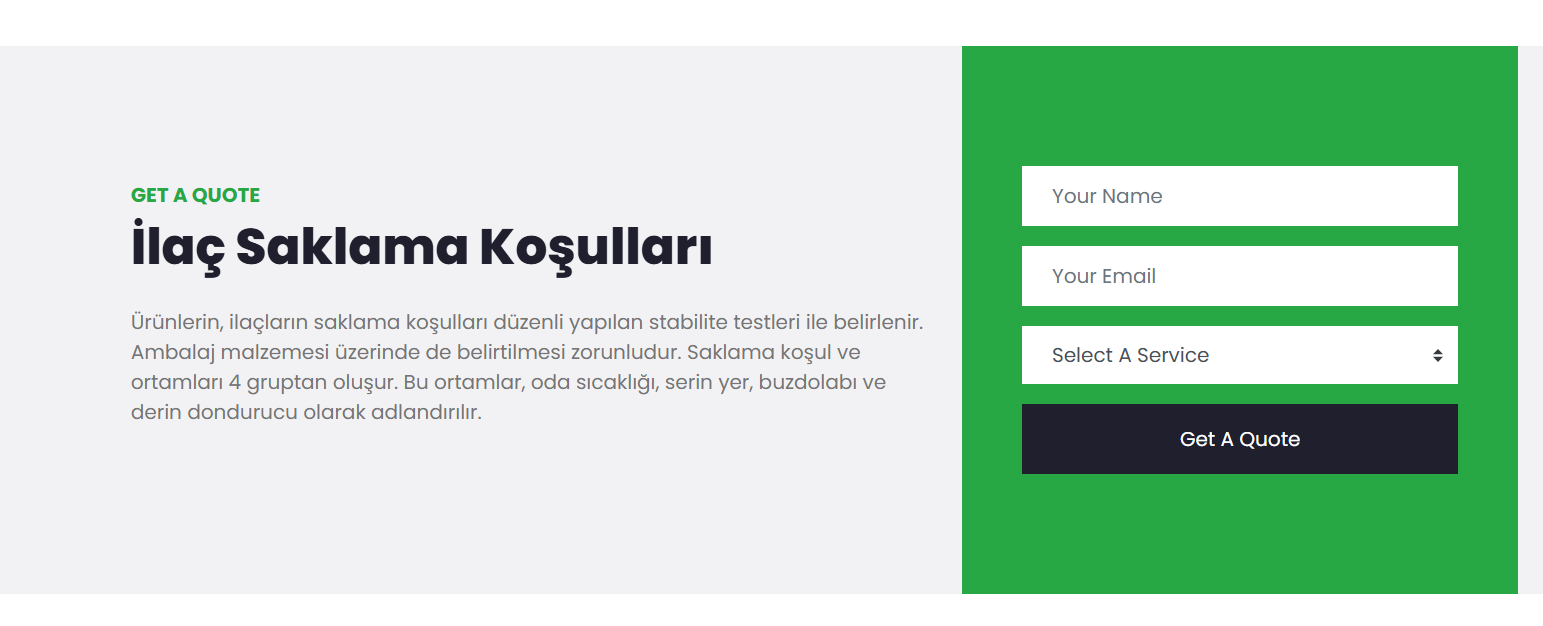 GET A QUOTE
İlaç Saklama Koşulları
Ürünlerin, ilaçların saklama koşulları düzenli yapılan stabilite testleri ile belirlenir.
Ambalaj malzemesi üzerinde de belirtilmesi zorunludur. Saklama koşul ve
ortamları 4 gruptan oluşur. Bu ortamlar, oda sıcaklığı, serin yer, buzdolabı ve
derin dondurucu olarak adlandırılır.
Your Name
Your Email
Select A Service
Get A Quote